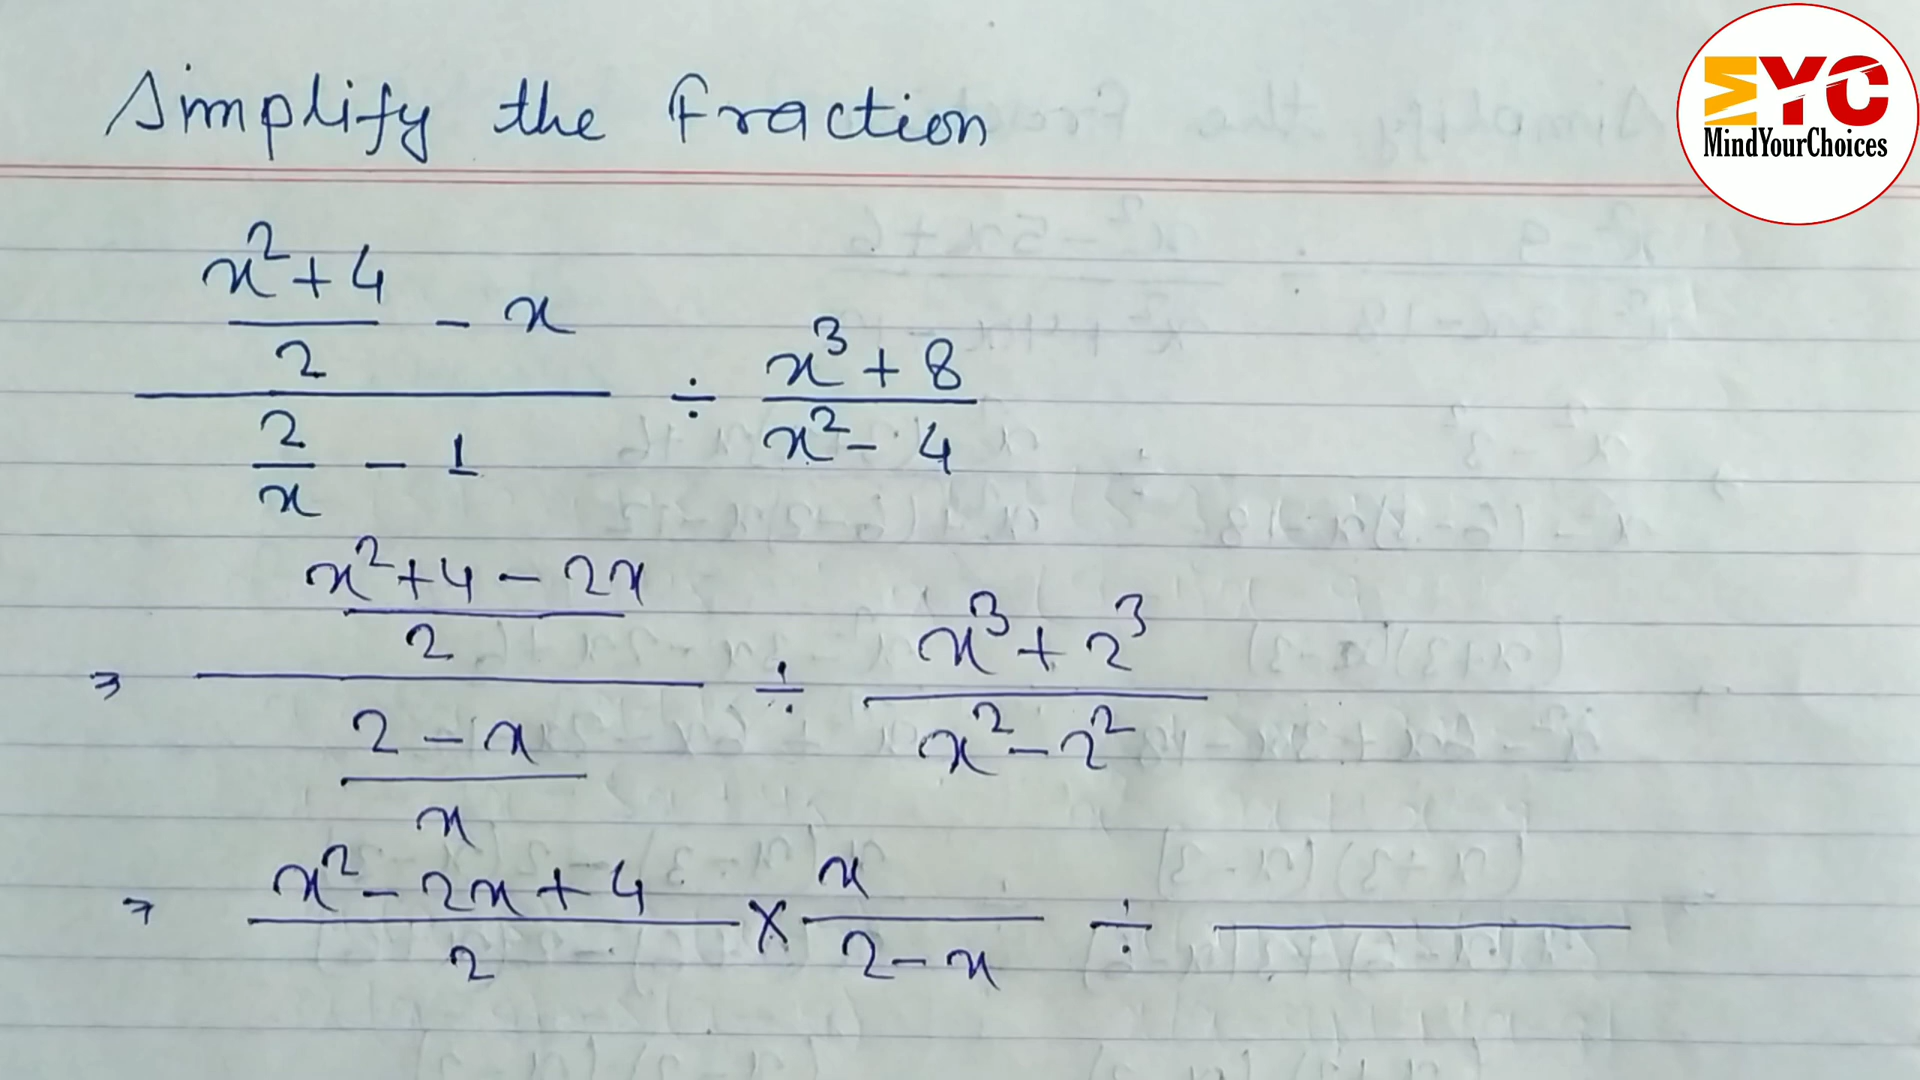 Simplify the Fraction
MYC
MindYourChoices
x²+4
── - x
2
────── ÷ x³+8 / x²-4
2/x - 1
⇒ ((x²+4-2x)/2) / ((2-x)/x) ÷ (x³+2³)/(x²-2²)
⇒ (x²-2x+4)/2 × x/(2-x) ÷ ──────